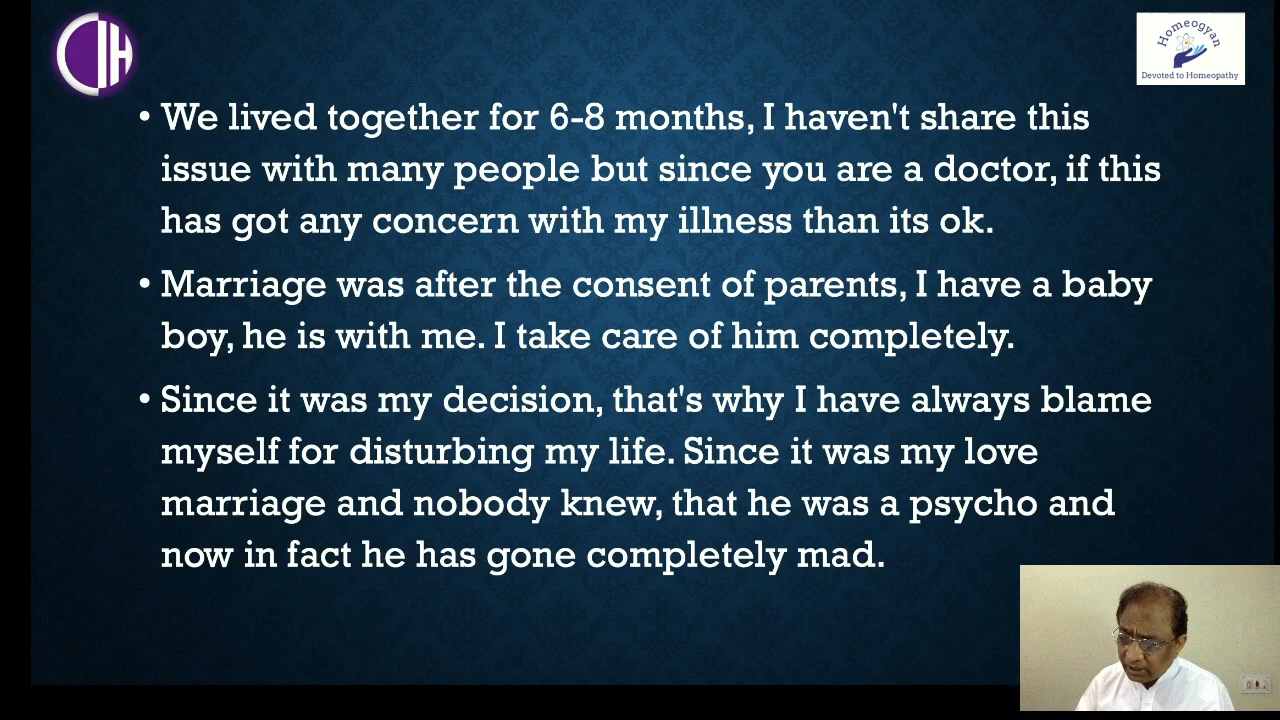 Homeogyan
Devoted to Homeopathy
• We lived together for 6-8 months, I haven't share this
issue with many people but since you are a doctor, if this
has got any concern with my illness than its ok.
• Marriage was after the consent of parents, I have a baby
boy, he is with me. I take care of him completely.
• Since it was my decision, that's why I have always blame
myself for disturbing my life. Since it was my love
marriage and nobody knew, that he was a psycho and
now in fact he has gone completely mad.